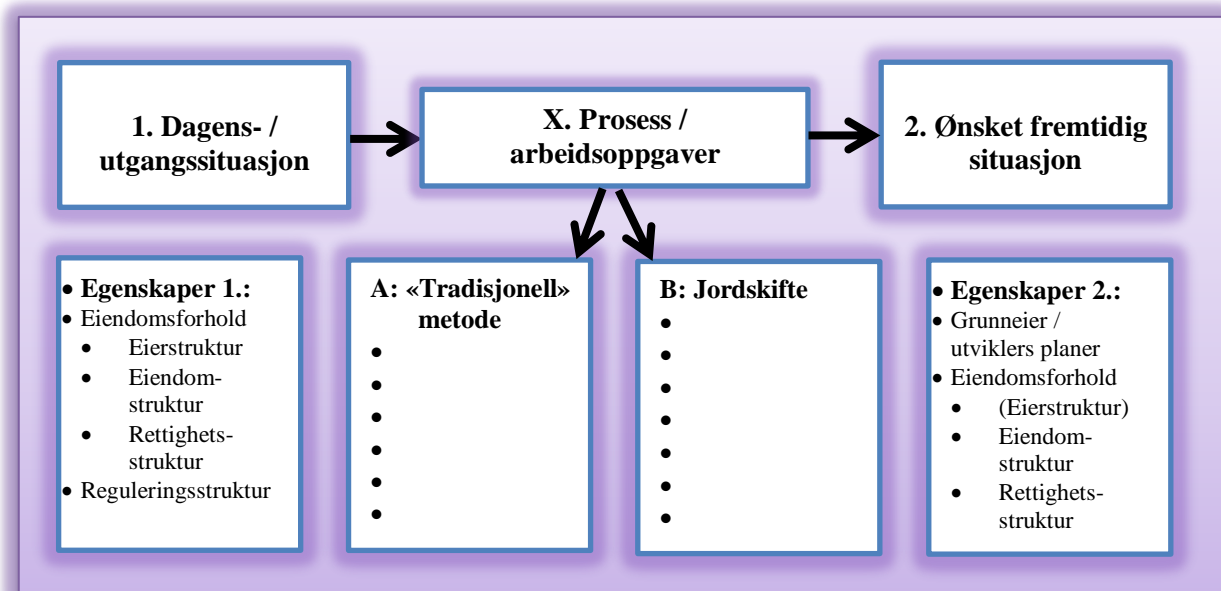 1. Dagens- /
utgangssituasjon
X. Prosess /
arbeidsoppgaver
2. Ønsket fremtidig
situasjon
• Egenskaper 1.:
• Eiendomsforhold
• Eierstruktur
• Eiendom-
struktur
• Rettighets-
struktur
• Reguleringsstruktur
A: «Tradisjonell»
metode
•
•
•
•
•
•
B: Jordskifte
•
•
•
•
•
•
•
• Egenskaper 2.:
• Grunneier /
utviklers planer
• Eiendomsforhold
• (Eierstruktur)
• Eiendom-
struktur
• Rettighets-
struktur